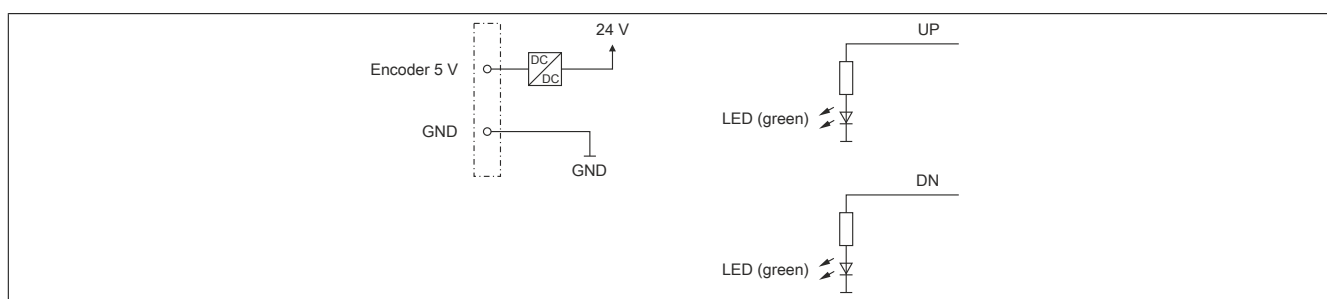 24 V
Encoder 5 V
DC
DC
GND
GND
UP
LED (green)
DN
LED (green)